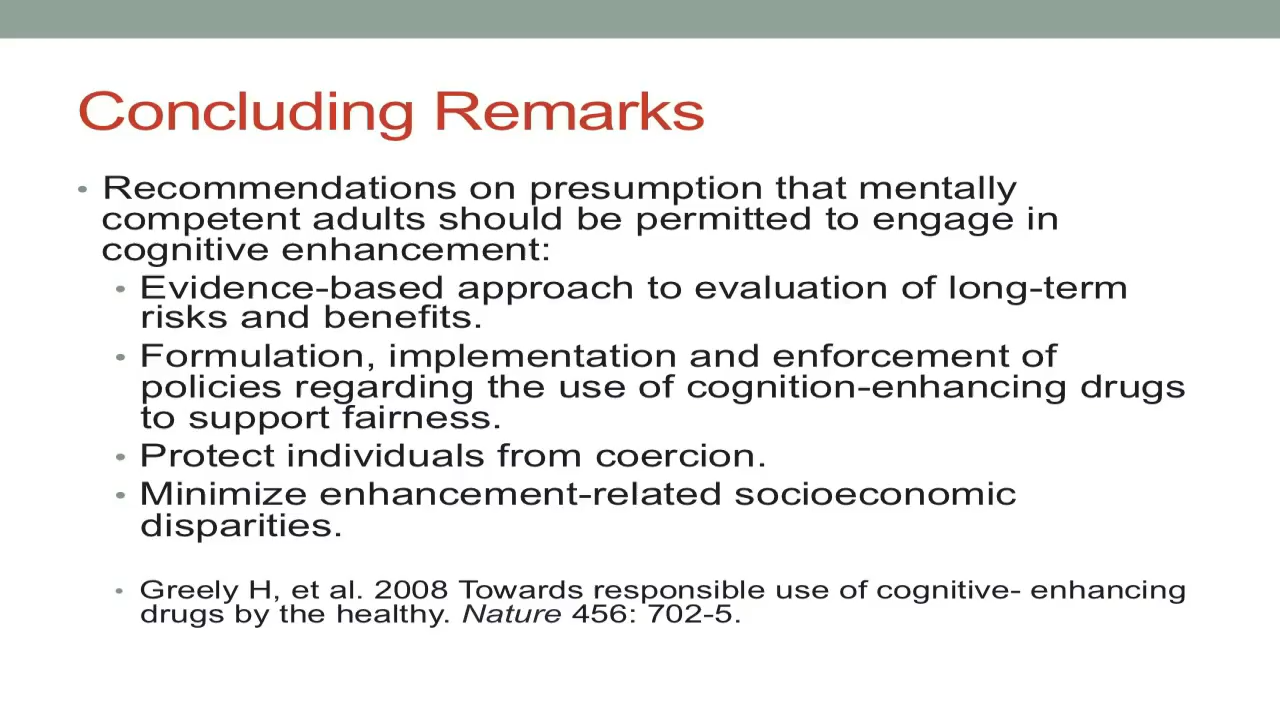 Concluding Remarks
• Recommendations on presumption that mentally
competent adults should be permitted to engage in
cognitive enhancement:
• Evidence-based approach to evaluation of long-term
risks and benefits.
• Formulation, implementation and enforcement of
policies regarding the use of cognition-enhancing drugs
to support fairness.
• Protect individuals from coercion.
• Minimize enhancement-related socioeconomic
disparities.
• Greely H, et al. 2008 Towards responsible use of cognitive- enhancing
drugs by the healthy. Nature 456: 702-5.